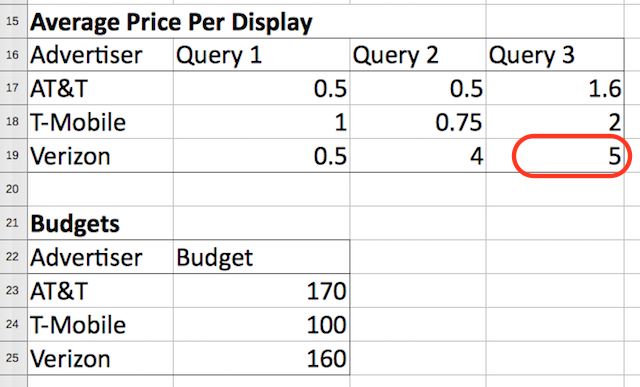 15 Average Price Per Display
16 Advertiser Query 1 Query 2 Query 3
17 AT&T 0.5 0.5 1.6
18 T-Mobile 1 0.75 2
19 Verizon 0.5 4 5
20
21 Budgets
22 Advertiser Budget
23 AT&T 170
24 T-Mobile 100
25 Verizon 160